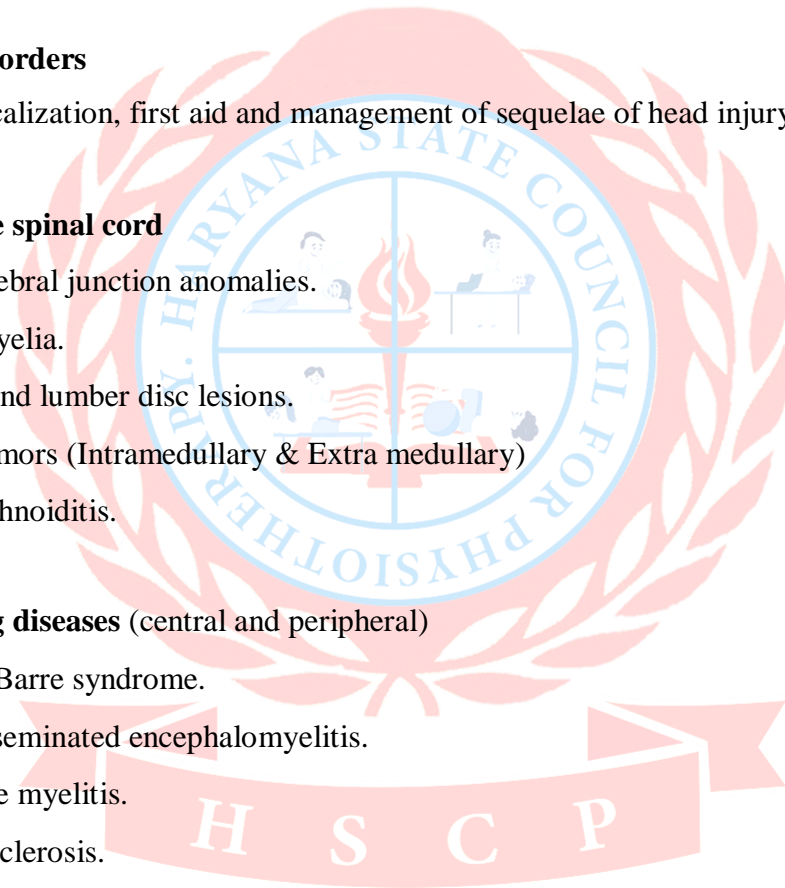 orders
calization, first aid and management of sequelae of head injury
e spinal cord
ebral junction anomalies.
yelia.
nd lumber disc lesions.
mors (Intramedullary & Extra medullary)
hnoiditis.
g diseases (central and peripheral)
Barre syndrome.
seminated encephalomyelitis.
e myelitis.
clerosis.
HARYANA STATE COUNCIL FOR PHYSIOTHERAPY.
H S C P